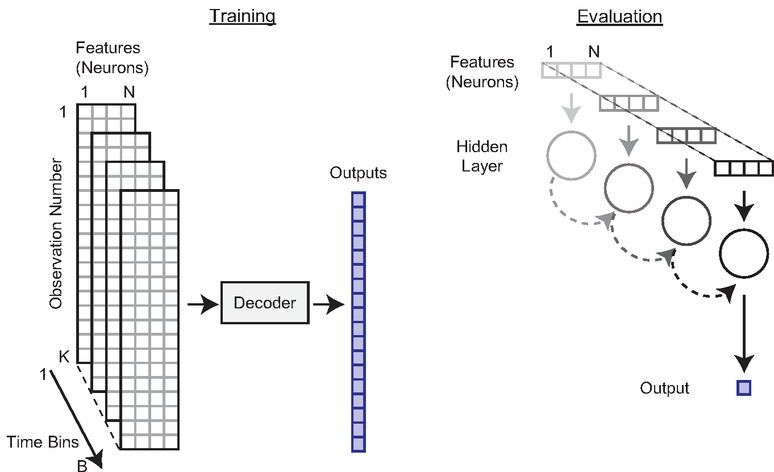 Training
Features
(Neurons)
1 N
1
Observation Number
K
1
Time Bins
B
Decoder
Outputs
Evaluation
1 N
Features
(Neurons)
Hidden
Layer
Output